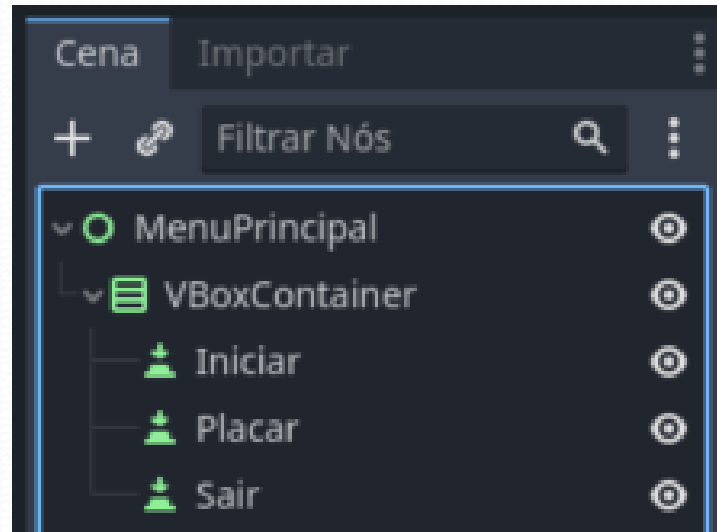 Cena Importar
Filtrar Nós
MenuPrincipal
VBoxContainer
Iniciar
Placar
Sair